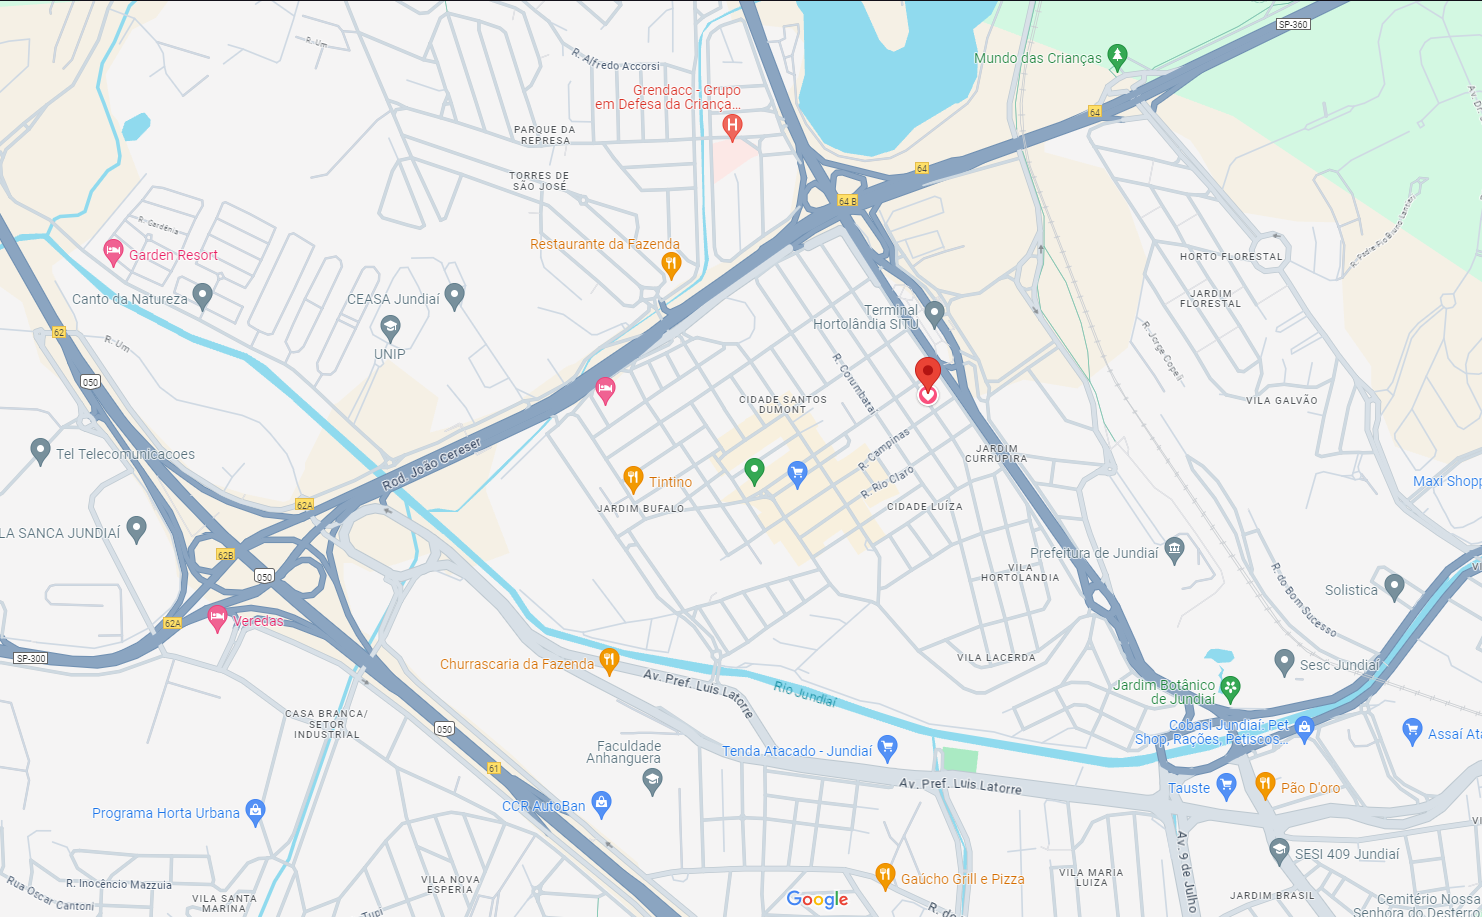 SP-360
R. Um
R. Alfredo Accorsi
Mundo das Crianças
Grendacc - Grupo
em Defesa da Criança...
64
PARQUE DA
REPRESA
64
TORRES DE
SÃO JOSÉ
64 B
R. Gardênia
Restaurante da Fazenda
Garden Resort
HORTO FLORESTAL
Canto da Natureza
CEASA Jundiaí
JARDIM
FLORESTAL
Terminal
Hortolândia SITU
62
R. Um
UNIP
R. Jorge Copell
050
R. Corumbataí
CIDADE SANTOS
DUMONT
VILA GALVÃO
Rod. João Cereser
R. Campinas
JARDIM
CURRUPIRA
Tel Telecomunicacoes
R. Rio Claro
Tintino
Maxi Shopp
62A
JARDIM BUFALO
CIDADE LUÍZA
LA SANCA JUNDIAÍ
62B
Prefeitura de Jundiaí
050
VILA
HORTOLANDIA
R. do Bom Sucesso
Solistica
62A
Veredas
SP-300
Churrascaria da Fazenda
VILA LACERDA
Sesc Jundiaí
Av. Pref. Luis Latorre
Rio Jundiaí
Jardim Botânico
de Jundiaí
CASA BRANCA/
SETOR
INDUSTRIAL
050
Cobasi Jundiaí: Pet
Shop, Rações, Petiscos...
Assaí Ata
Faculdade
Anhanguera
Tenda Atacado - Jundiaí
61
Av. Pref. Luis Latorre
Tauste
Pão D'oro
CCR AutoBan
Programa Horta Urbana
Av. 9 de Julho
SESI 409 Jundiaí
VILA NOVA
ESPERIA
Gaúcho Grill e Pizza
VILA MARIA
LUIZA
R. Inocêncio Mazzuia
Rua Oscar Cantoni
VILA SANTA
MARINA
Tupi
Google
R. do
JARDIM BRASIL
Cemitério Nossa
Senhora do Desterro